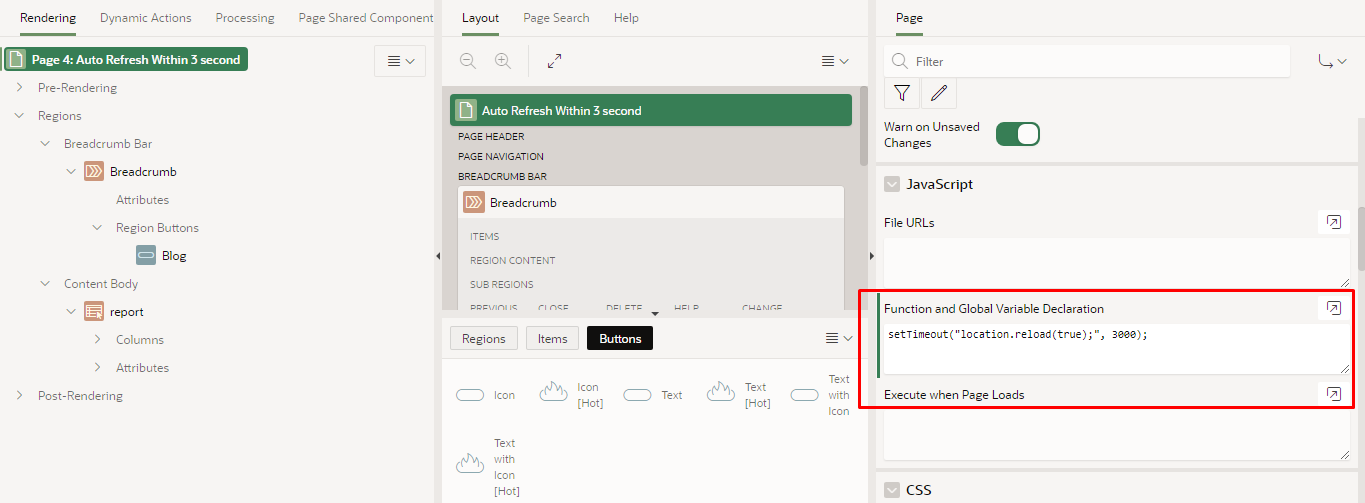 Rendering
Dynamic Actions
Processing
Page Shared Component
Page 4: Auto Refresh Within 3 second
Pre-Rendering
Regions
Breadcrumb Bar
Breadcrumb
Attributes
Region Buttons
Blog
Content Body
report
Columns
Attributes
Post-Rendering
Layout
Page Search
Help
Auto Refresh Within 3 second
PAGE HEADER
PAGE NAVIGATION
BREADCRUMB BAR
Breadcrumb
ITEMS
REGION CONTENT
SUB REGIONS
PREVIOUS CLOSE DELETE HELP CHANGE
Regions
Items
Buttons
Icon
Icon
[Hot]
Text
Text
[Hot]
Text
with
Icon
Text
with
Icon
[Hot]
Page
Filter
Warn on Unsaved
Changes
JavaScript
File URLs
Function and Global Variable Declaration
setTimeout("location.reload(true);", 3000);
Execute when Page Loads
CSS